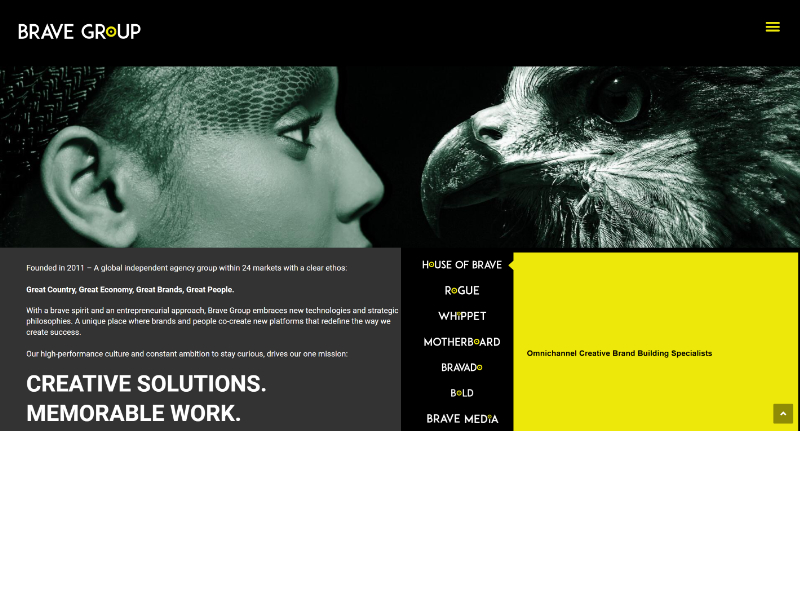 BRAVE GROUP
Founded in 2011 – A global independent agency group within 24 markets with a clear ethos:
Great Country, Great Economy, Great Brands, Great People.
With a brave spirit and an entrepreneurial approach, Brave Group embraces new technologies and strategic
philosophies. A unique place where brands and people co-create new platforms that redefine the way we
create success.
Our high-performance culture and constant ambition to stay curious, drives our one mission:
CREATIVE SOLUTIONS.
MEMORABLE WORK.
HOUSE OF BRAVE
ROGUE
WHIPPET
MOTHERBOARD
BRAVADO
BOLD
BRAVE MEDIA
Omnichannel Creative Brand Building Specialists